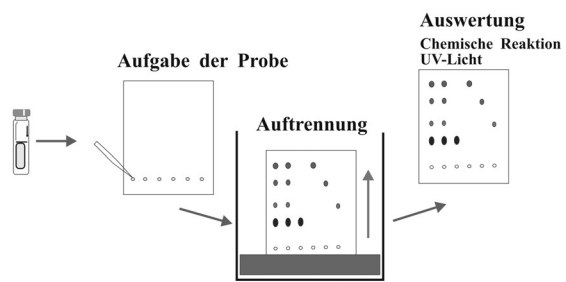 Aufgabe der Probe
Auftrennung
Auswertung
Chemische Reaktion
UV-Licht